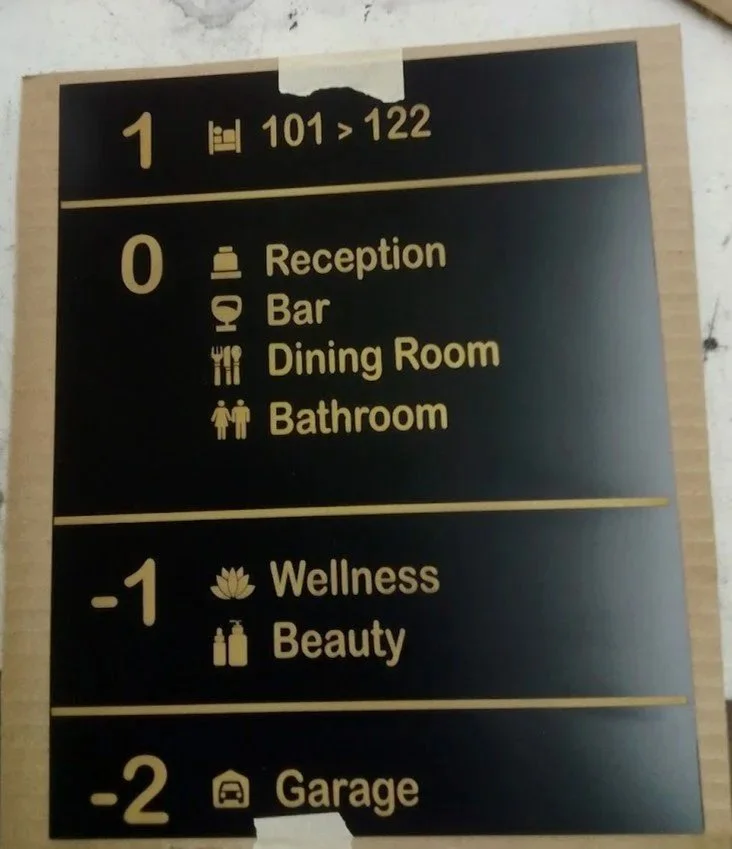 1 101 > 122
0 Reception
Bar
Dining Room
Bathroom
-1 Wellness
Beauty
-2 Garage